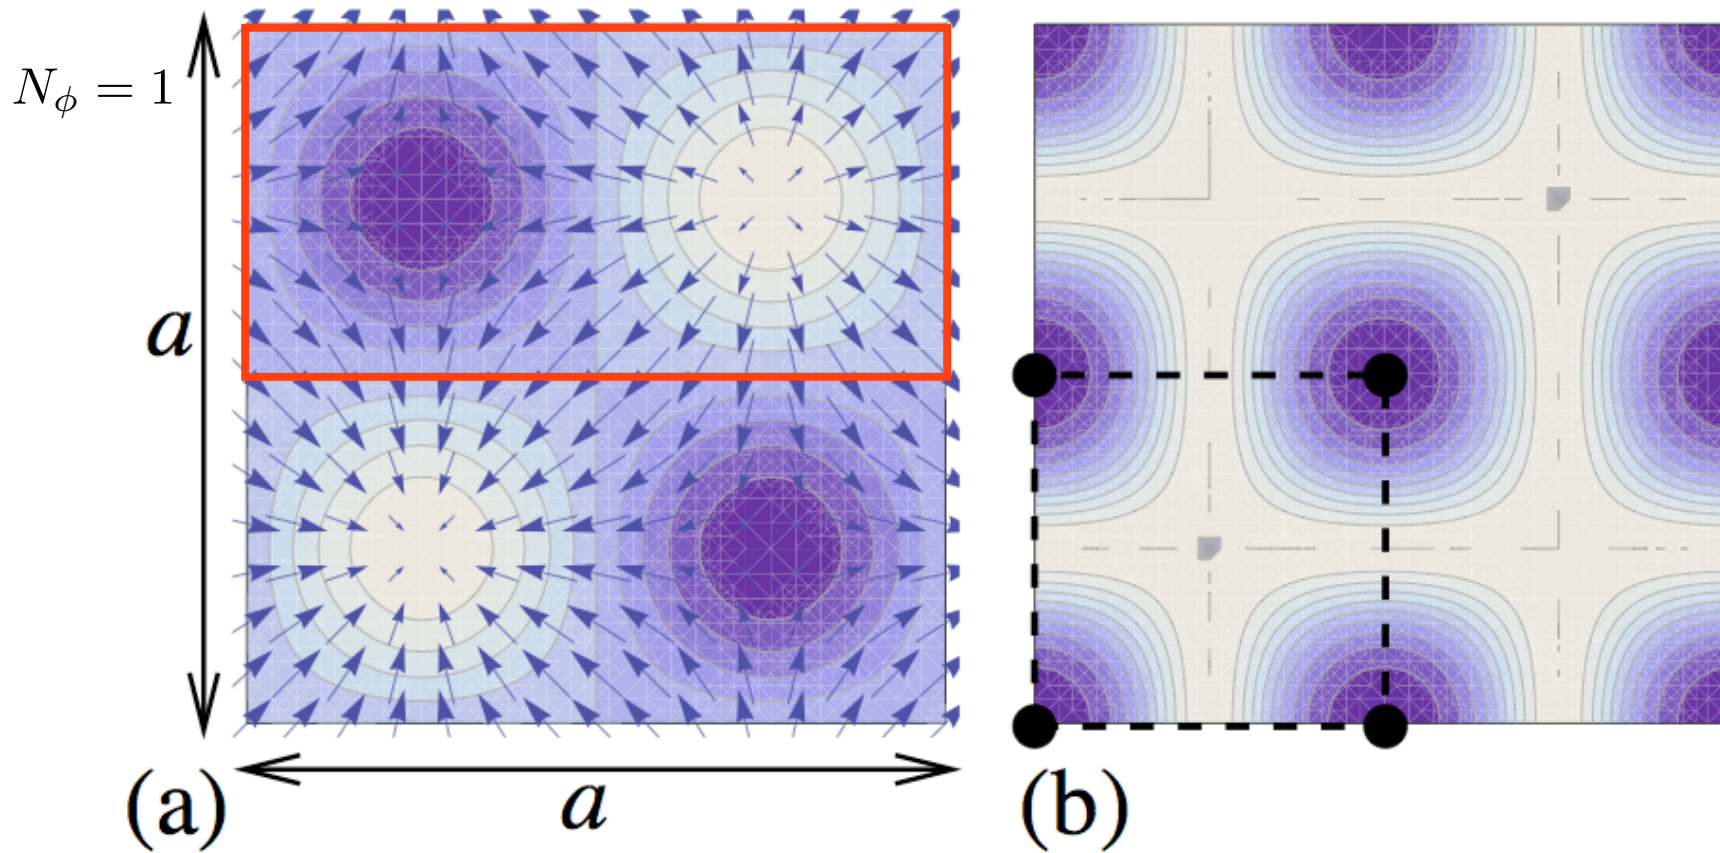 N_ϕ = 1
a
a
(a)
(b)